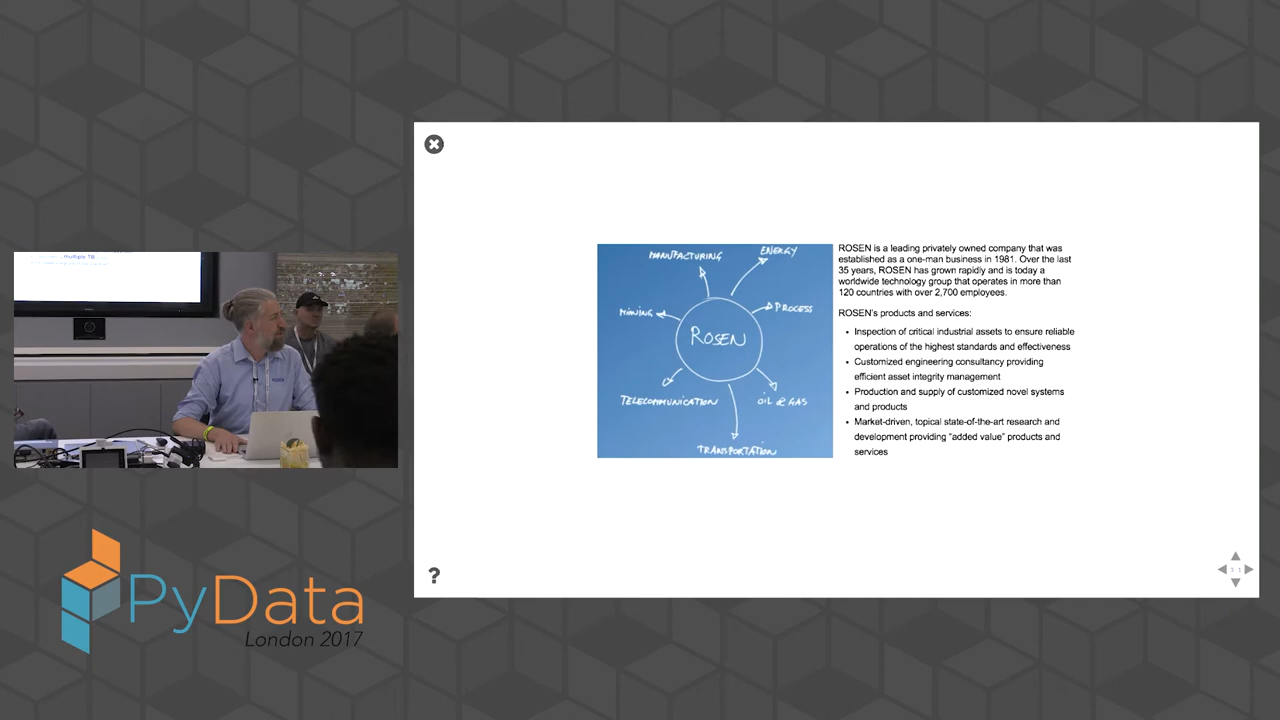 multiple TB
ROSEN is a leading privately owned company that was
established as a one-man business in 1981. Over the last
35 years, ROSEN has grown rapidly and is today a
worldwide technology group that operates in more than
120 countries with over 2,700 employees.
ROSEN's products and services:
• Inspection of critical industrial assets to ensure reliable
operations of the highest standards and effectiveness
• Customized engineering consultancy providing
efficient asset integrity management
• Production and supply of customized novel systems
and products
• Market-driven, topical state-of-the-art research and
development providing “added value” products and
services
MANUFACTURING
ENERGY
MINING
PROCESS
ROSEN
TELECOMMUNICATION
OIL & GAS
TRANSPORTATION
?
3 1
PyData
London 2017